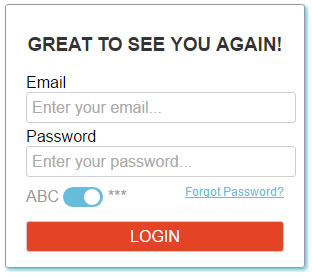 GREAT TO SEE YOU AGAIN!
Email
Enter your email...
Password
Enter your password...
ABC *** Forgot Password?
LOGIN